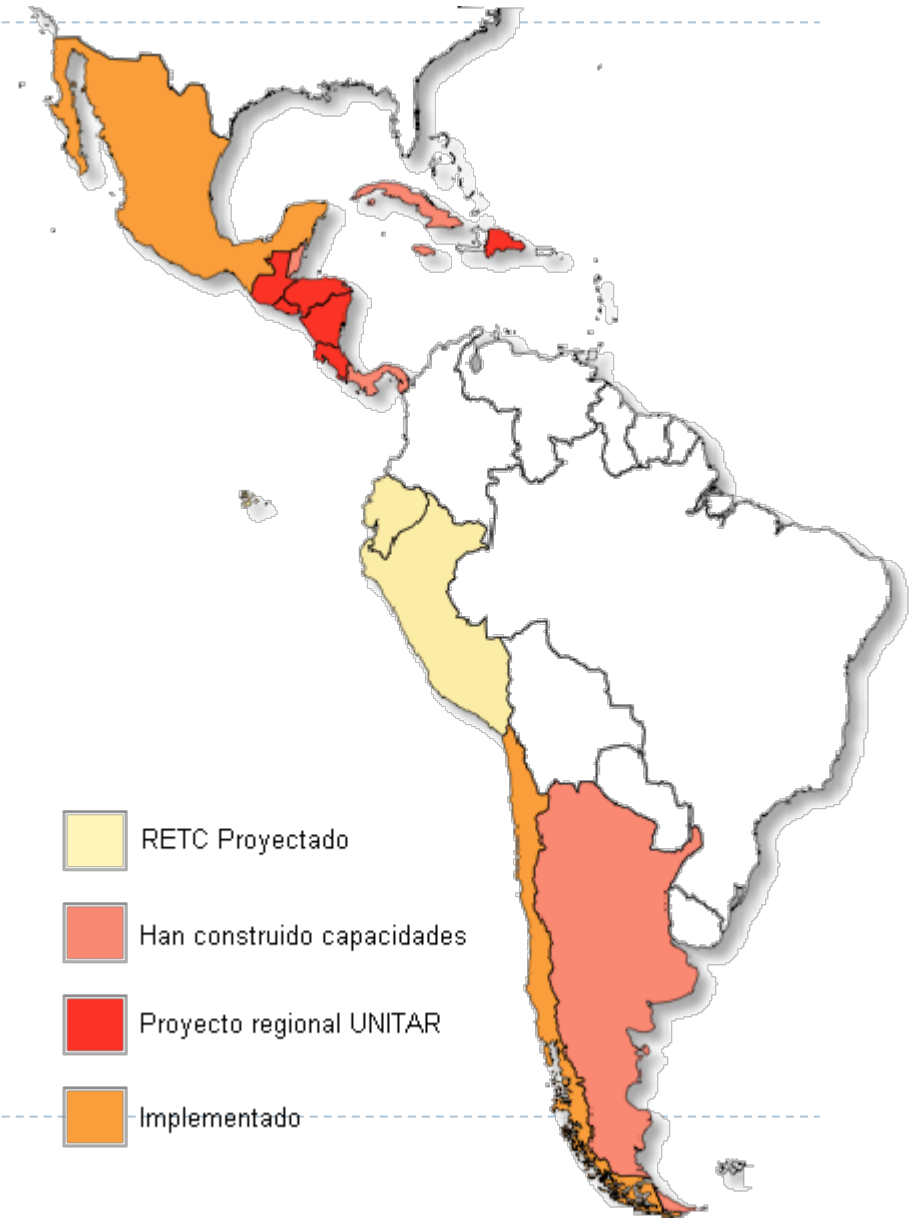 RETC Proyectado
Han construido capacidades
Proyecto regional UNITAR
Implementado